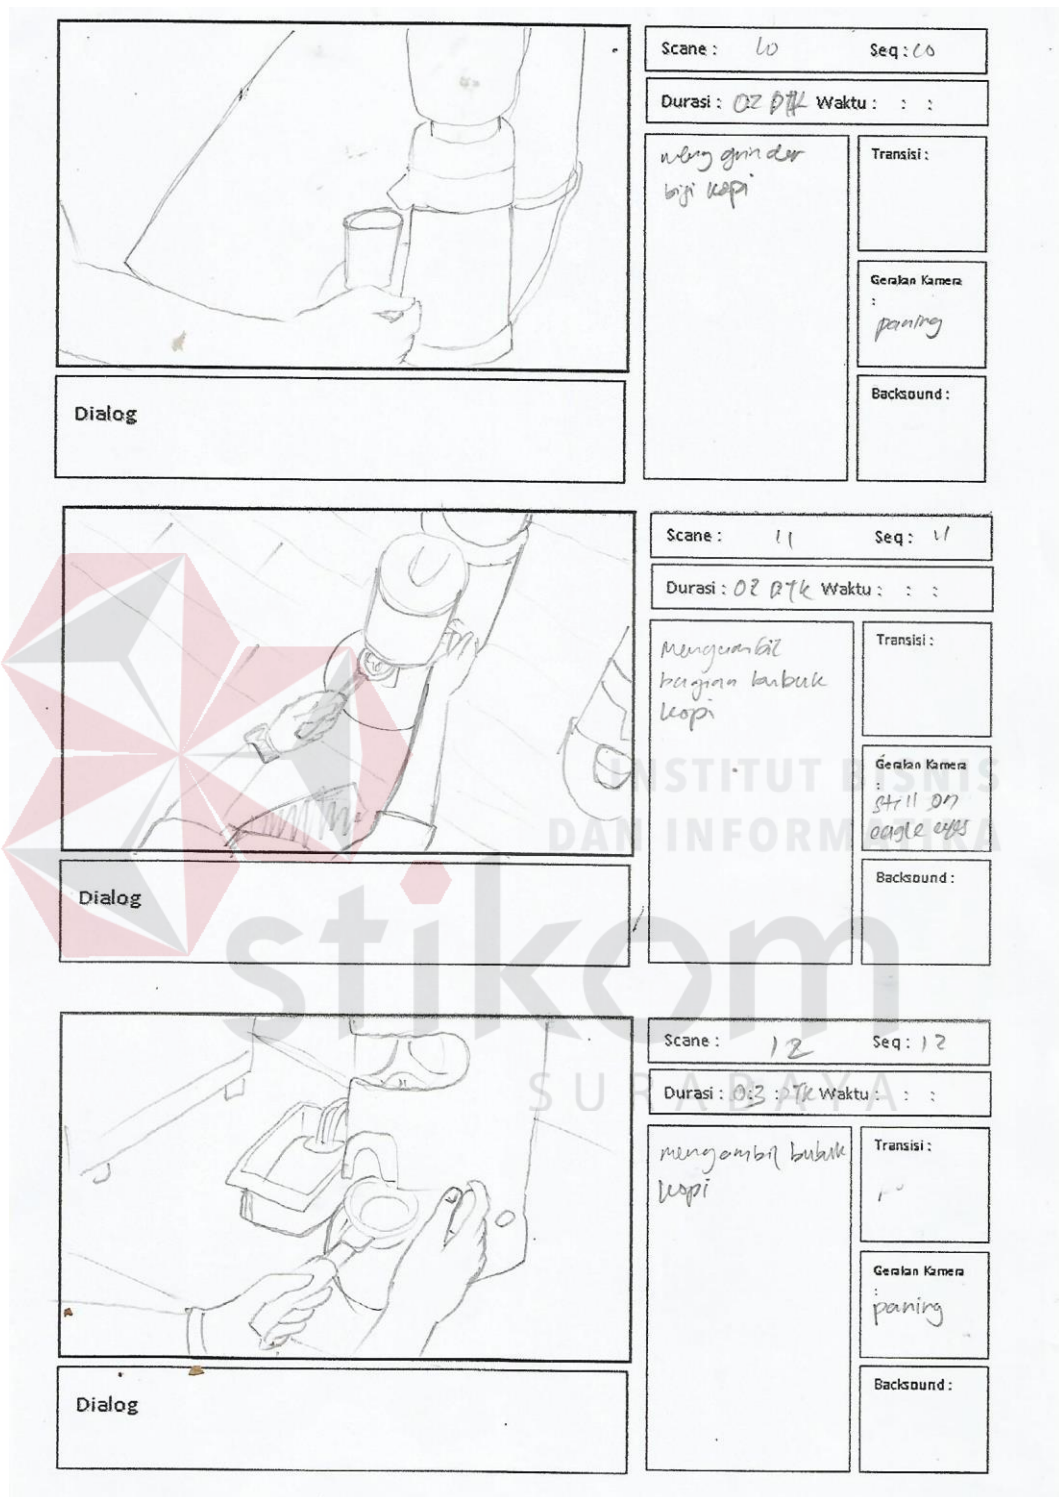 Scane : 10 Seq : 10
Durasi : 02 DTK Waktu : : :
meng grinder
biji kopi
Transisi :
Gerakan Kamera
:
paning
Backsound :
Dialog
Scane : 11 Seq : 11
Durasi : 02 DTK Waktu : : :
Mengambil
bagian bubuk
kopi
Transisi :
Gerakan Kamera
:
still on
eagle eyes
Backsound :
Dialog
INSTITUT BISNIS
DAN INFORMATIKA
stikom
SURABAYA
Scane : 12 Seq : 12
Durasi : 03 : DTK Waktu : : :
mengambil bubuk
kopi
Transisi :
Gerakan Kamera
:
paning
Backsound :
Dialog